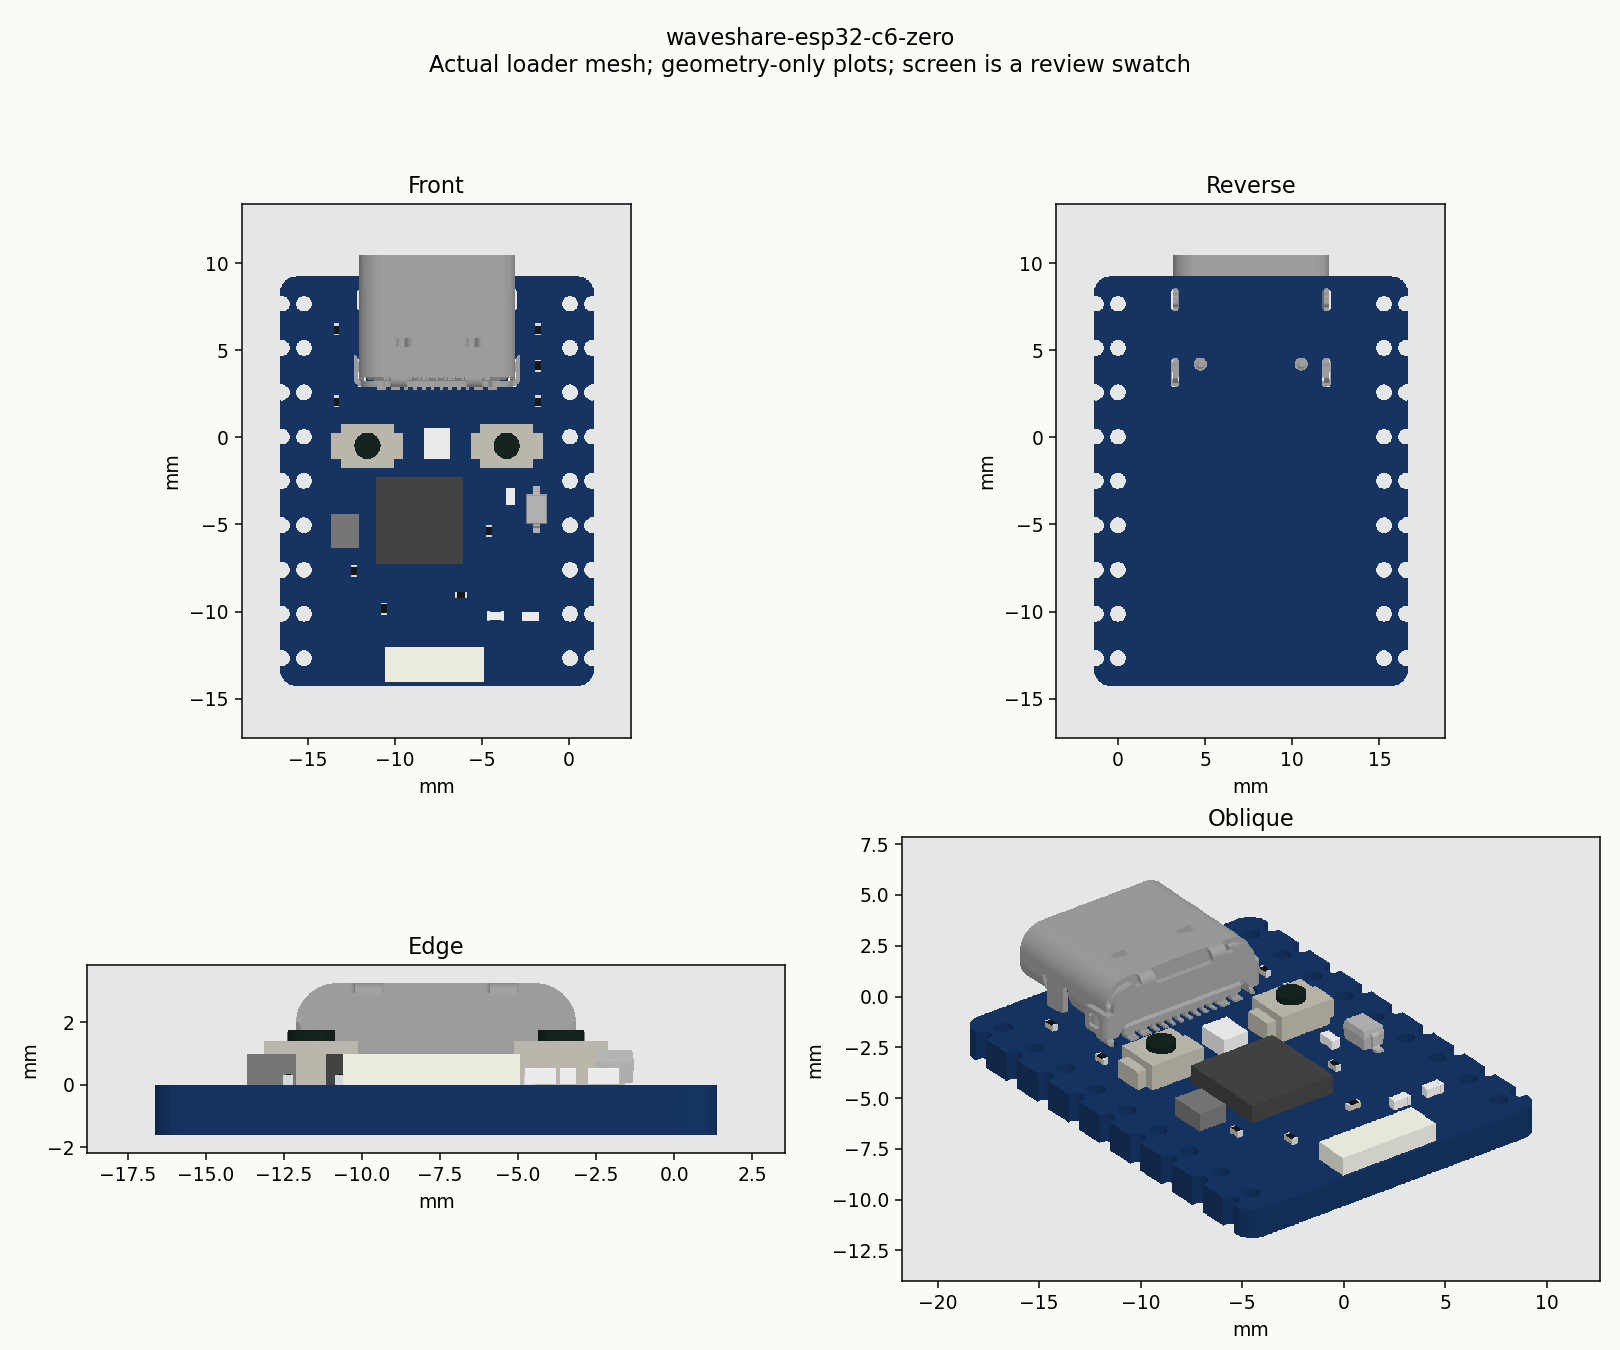 waveshare-esp32-c6-zero
Actual loader mesh; geometry-only plots; screen is a review swatch
Front
10
5
0
−5
−10
−15
mm
−15 −10 −5 0
mm
Reverse
10
5
0
−5
−10
−15
mm
0 5 10 15
mm
Edge
2
0
−2
mm
−17.5 −15.0 −12.5 −10.0 −7.5 −5.0 −2.5 0.0 2.5
mm
Oblique
7.5
5.0
2.5
0.0
−2.5
−5.0
−7.5
−10.0
−12.5
mm
−20 −15 −10 −5 0 5 10
mm